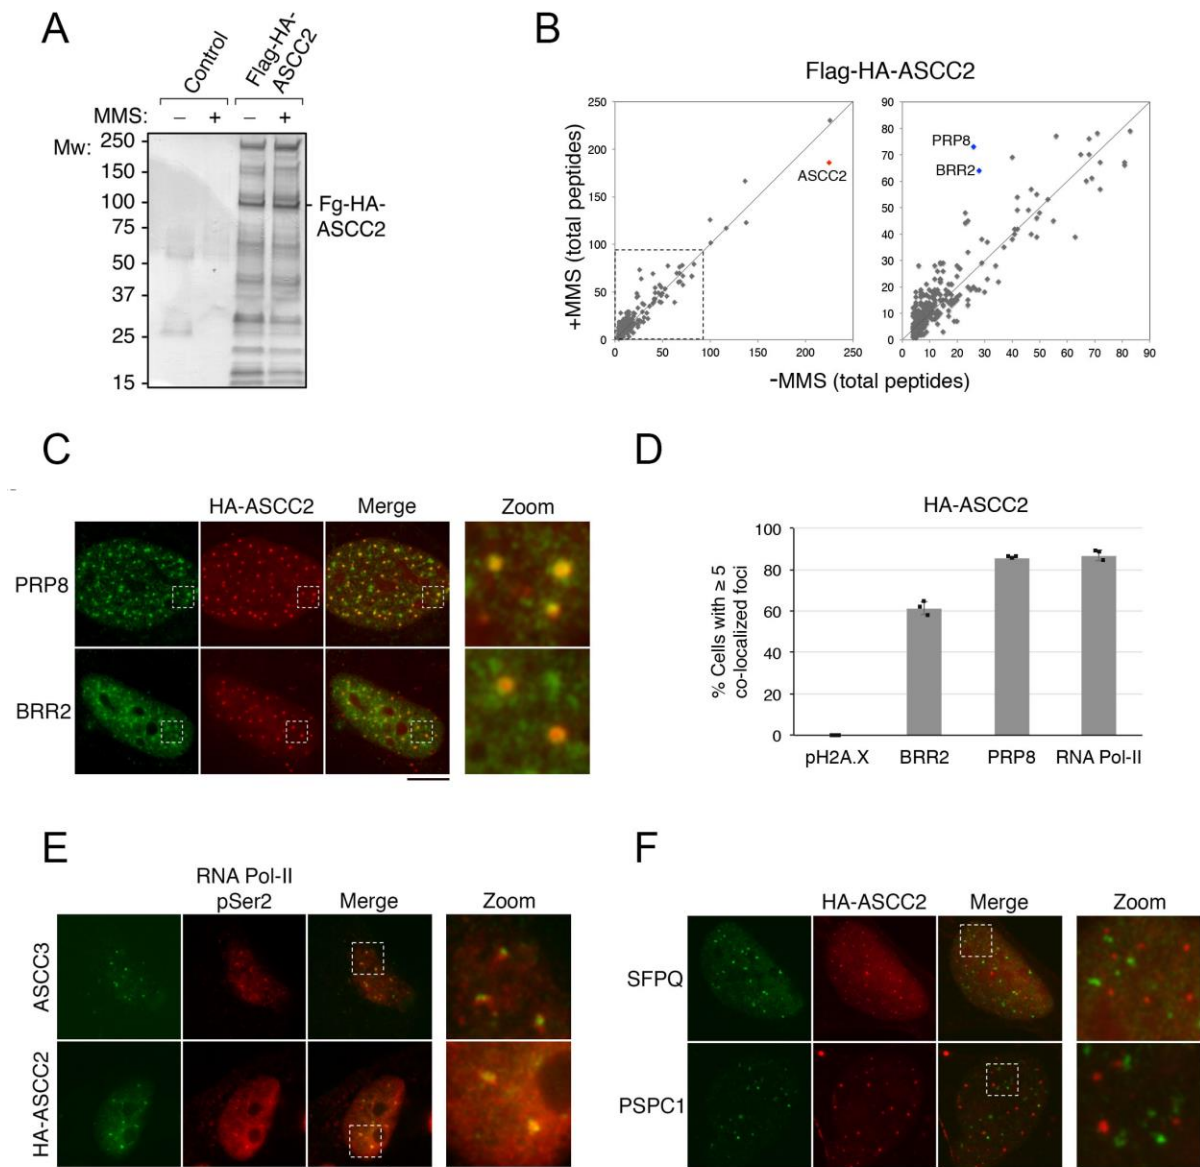 A
Control
Flag-HA-
ASCC2
MMS: – + – +
Mw:
250
150
100
75
50
37
25
15
Fg-HA-
ASCC2
B
Flag-HA-ASCC2
+MMS (total peptides)
250
200
150
100
50
0
0 50 100 150 200 250
ASCC2
90
80
70
60
50
40
30
20
10
0
0 10 20 30 40 50 60 70 80 90
PRP8
BRR2
-MMS (total peptides)
C
HA-ASCC2 Merge Zoom
PRP8
BRR2
D
HA-ASCC2
% Cells with ≥ 5
co-localized foci
100
80
60
40
20
0
pH2A.X BRR2 PRP8 RNA Pol-II
E
RNA Pol-II
pSer2 Merge Zoom
ASCC3
HA-ASCC2
F
HA-ASCC2 Merge Zoom
SFPQ
PSPC1